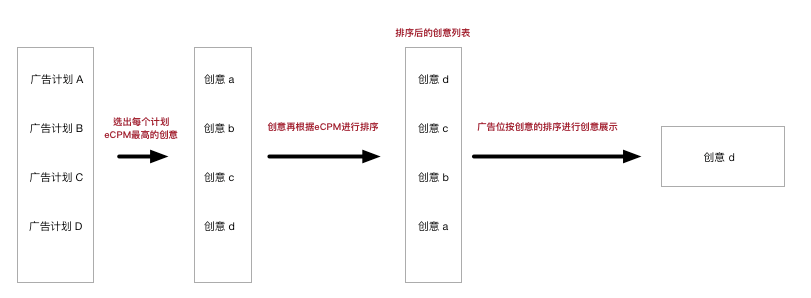 排序后的创意列表
广告计划 A
广告计划 B
广告计划 C
广告计划 D
选出每个计划
eCPM最高的创意
创意 a
创意 b
创意 c
创意 d
创意再根据eCPM进行排序
创意 d
创意 c
创意 b
创意 a
广告位按创意的排序进行创意展示
创意 d